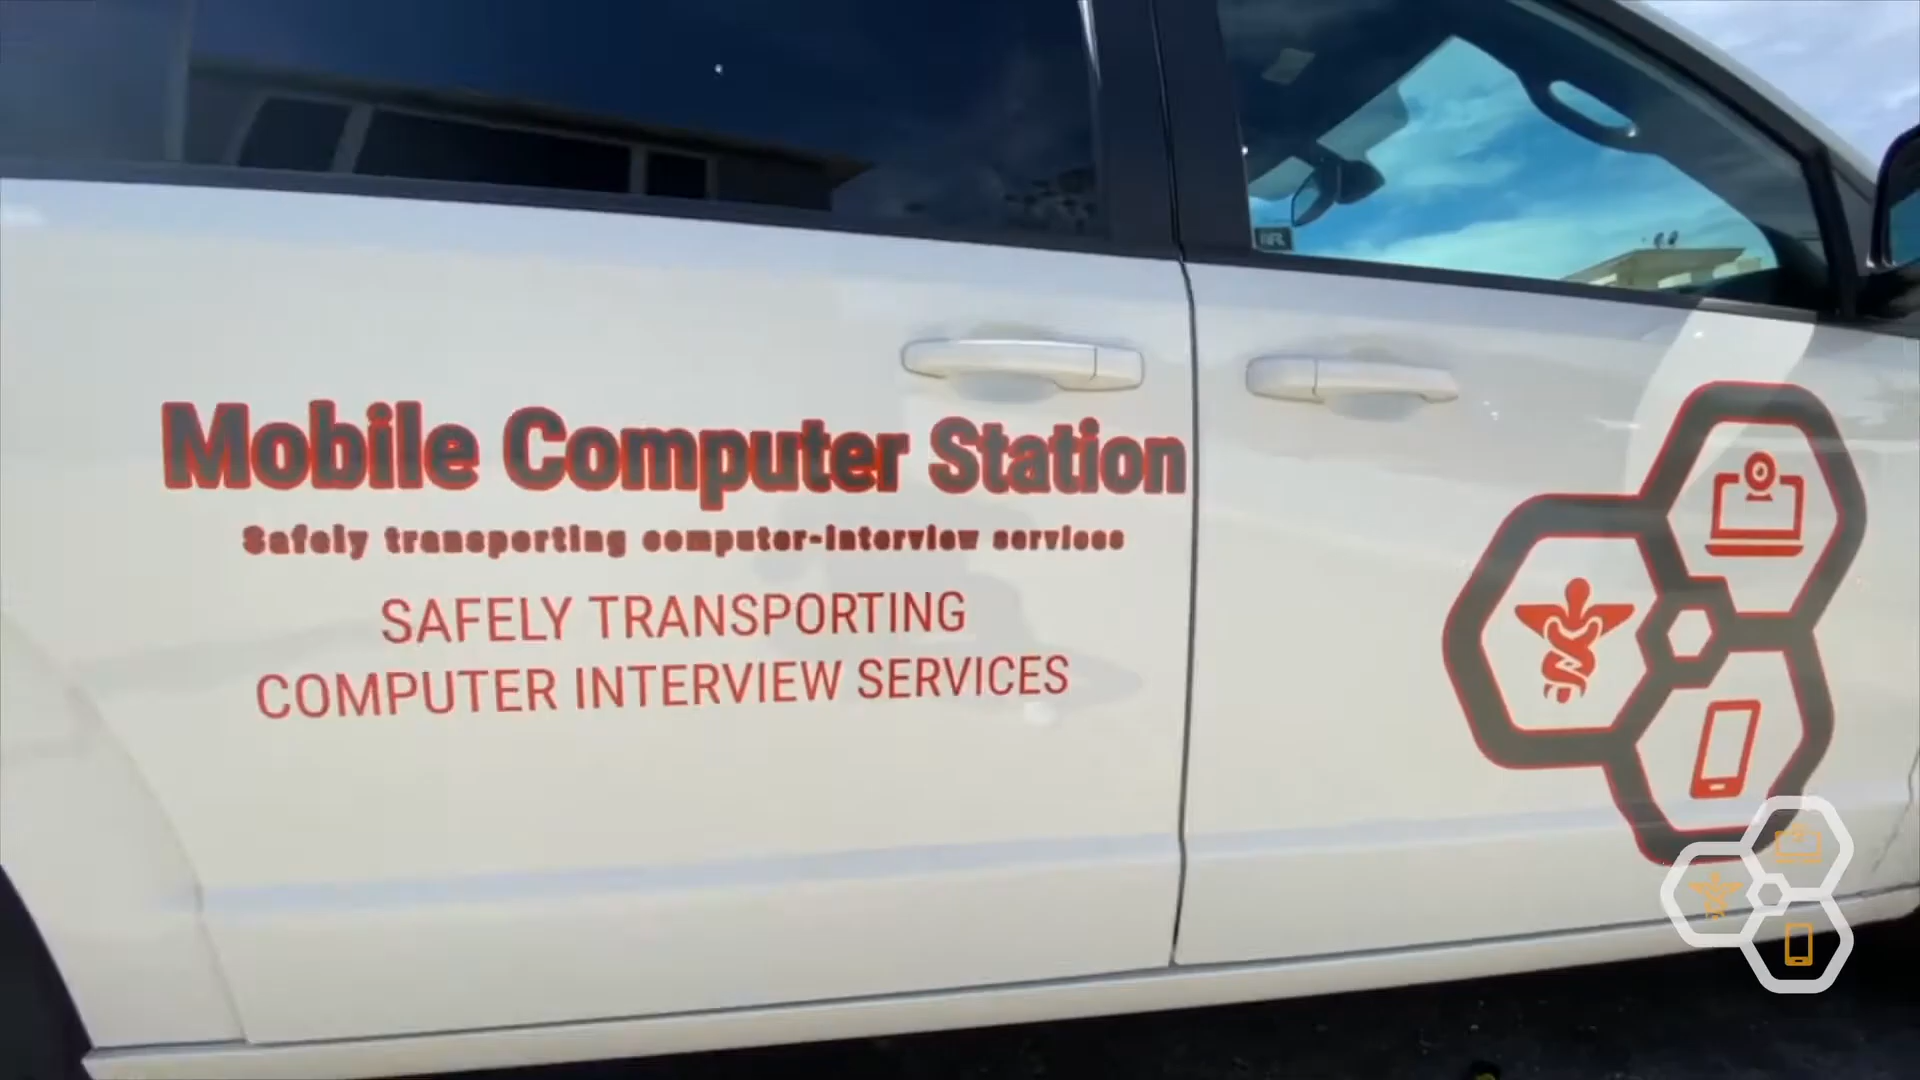 Mobile Computer Station
Safely transporting computer-interview services
SAFELY TRANSPORTING
COMPUTER INTERVIEW SERVICES